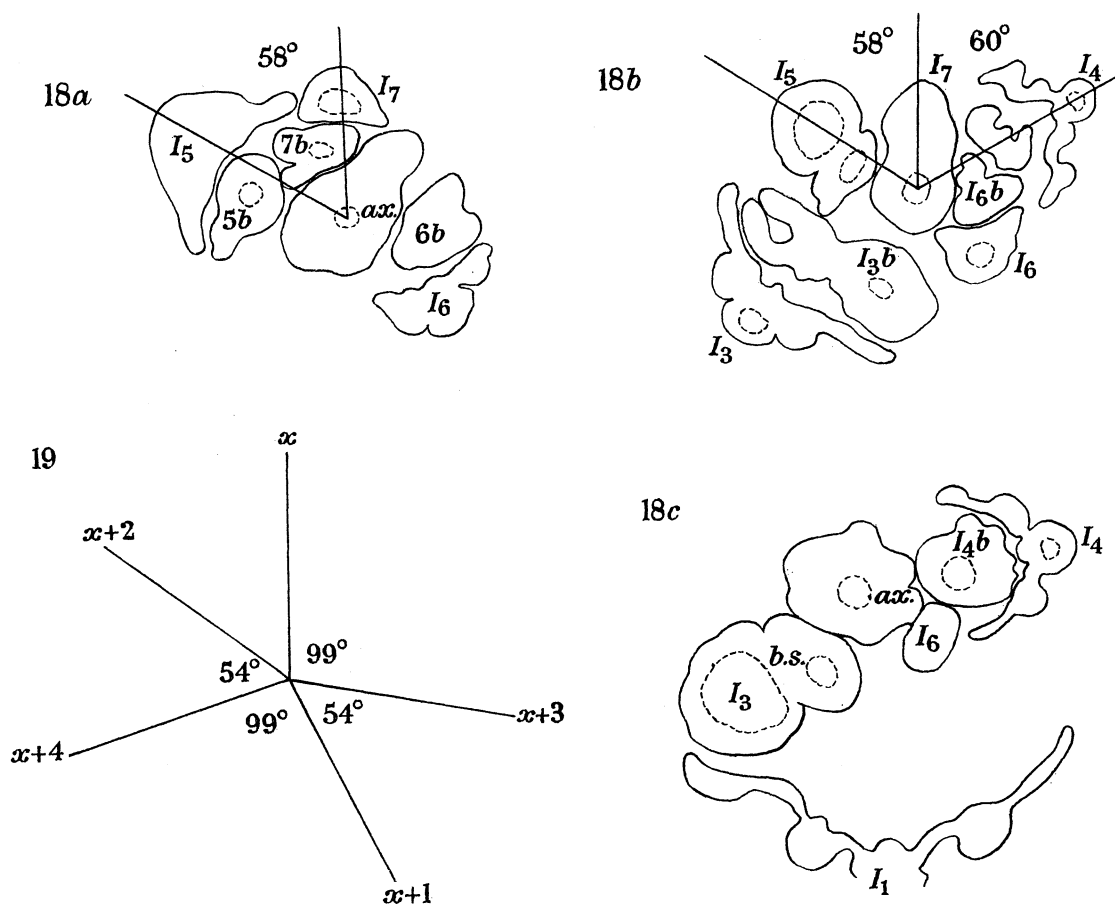 18a
58°
I₇
I₅
7b
5b
ax.
6b
I₆
18b
58°
60°
I₅
I₇
I₄
I₆b
I₃b
I₆
I₃
19
x
x+2
99°
54°
99°
54°
x+3
x+4
x+1
18c
I₄b
I₄
ax.
I₆
b.s.
I₃
I₁